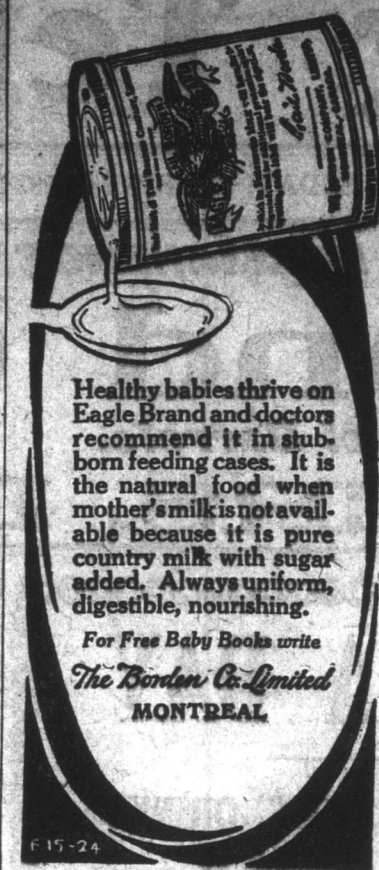 Healthy babies thrive on
Eagle Brand and doctors
recommend it in stub-
born feeding cases. It is
the natural food when
mother's milk is not avail-
able because it is pure
country milk with sugar
added. Always uniform,
digestible, nourishing.
For Free Baby Books write
The Borden Co. Limited
MONTREAL
F 15-24